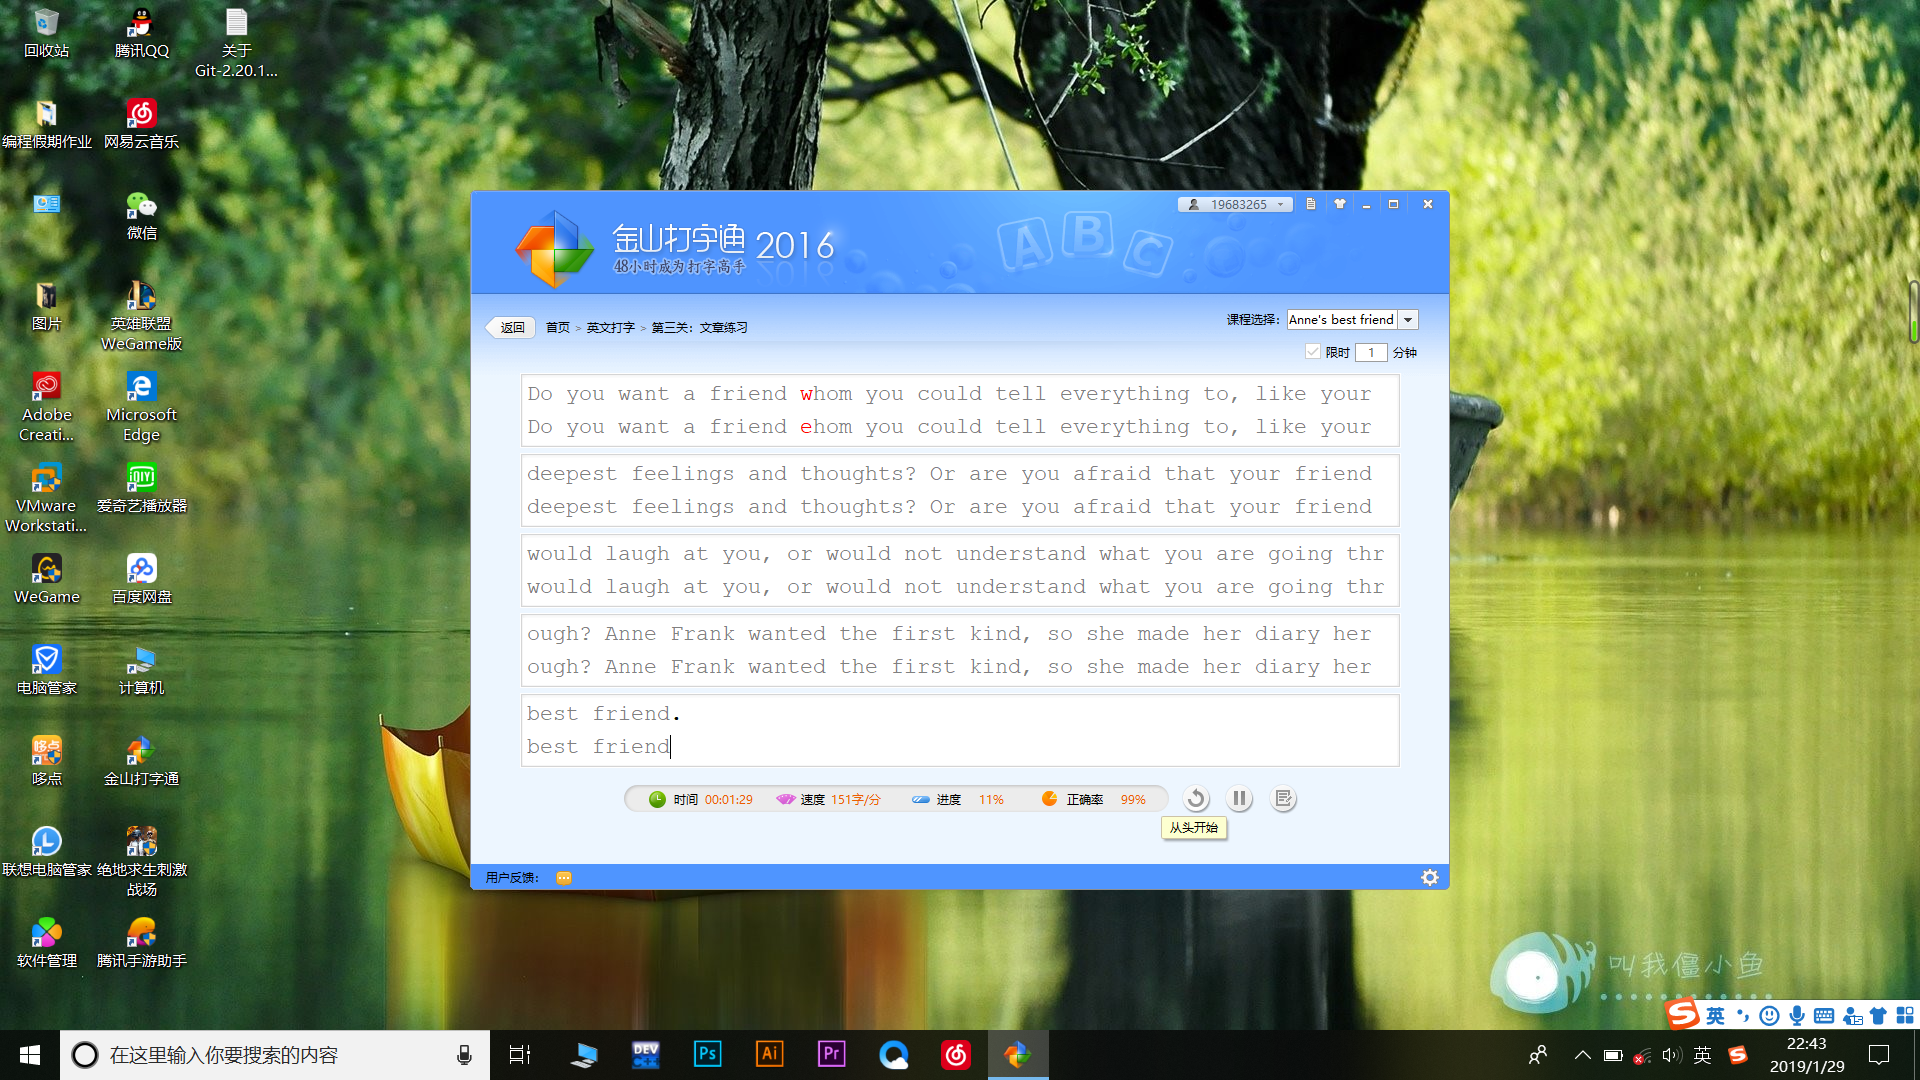 回收站
腾讯QQ
关于
Git-2.20.1...
编程假期作业
网易云音乐
微信
图片
英雄联盟
WeGame版
Adobe
Creati...
Microsoft
Edge
VMware
Workstati...
爱奇艺播放器
WeGame
百度网盘
电脑管家
计算机
哆点
金山打字通
联想电脑管家
绝地求生刺激
战场
软件管理
腾讯手游助手
19683265
金山打字通 2016
48小时成为打字高手
A B C
返回
首页 > 英文打字 > 第三关：文章练习
课程选择： Anne's best friend
限时 1 分钟
Do you want a friend whom you could tell everything to, like your
Do you want a friend ehom you could tell everything to, like your
deepest feelings and thoughts? Or are you afraid that your friend
deepest feelings and thoughts? Or are you afraid that your friend
would laugh at you, or would not understand what you are going thr
would laugh at you, or would not understand what you are going thr
ough? Anne Frank wanted the first kind, so she made her diary her
ough? Anne Frank wanted the first kind, so she made her diary her
best friend.
best friend
时间 00:01:29 速度 151字/分 进度 11% 正确率 99%
从头开始
用户反馈：
叫我僵小鱼
S 英
在这里输入你要搜索的内容
DEV C++
Ps
Ai
Pr
英
22:43
2019/1/29